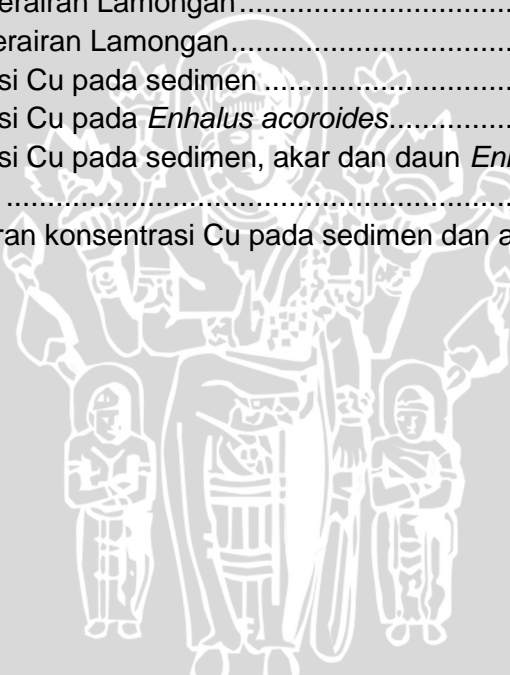 erairan Lamongan..............................
erairan Lamongan..............................
si Cu pada sedimen ...........................
si Cu pada Enhalus acoroides..................
si Cu pada sedimen, akar dan daun Enh
..............................................
ran konsentrasi Cu pada sedimen dan a